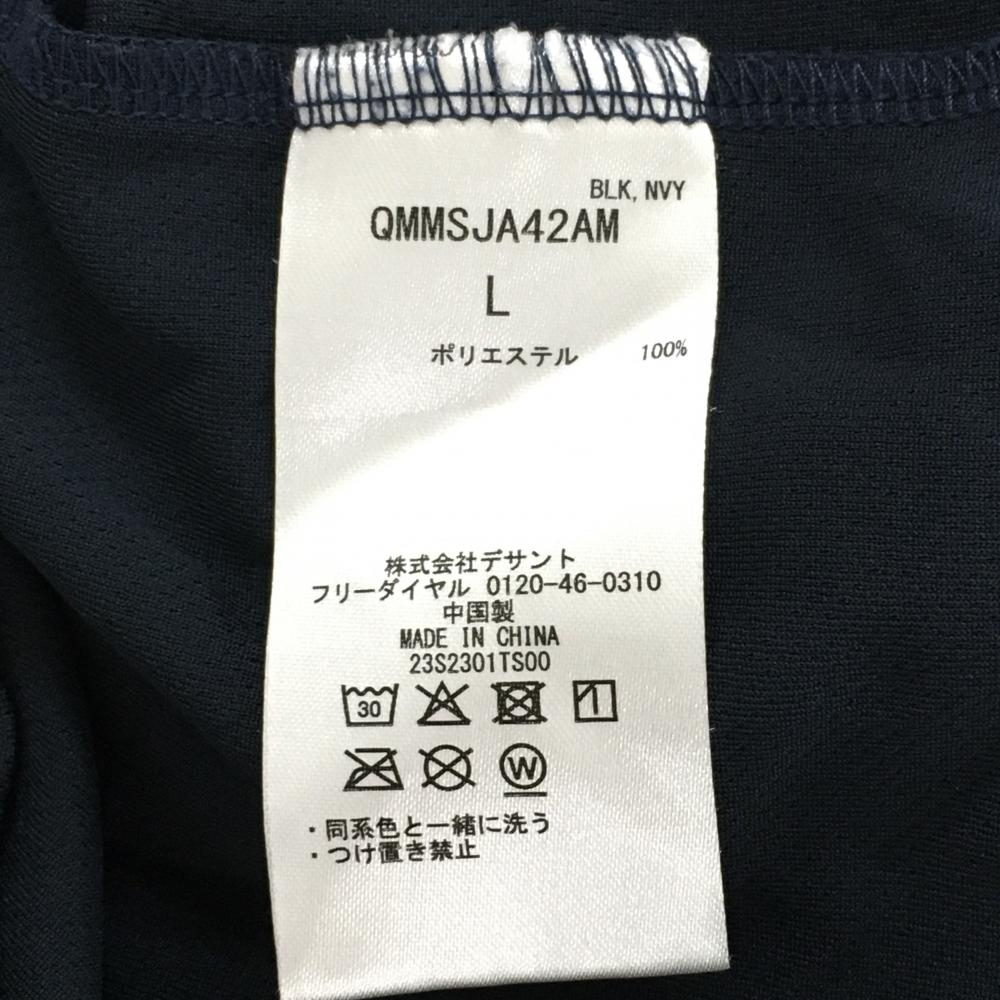 BLK, NVY
QMMSJA42AM
L
ポリエステル 100%
株式会社デサント
フリーダイヤル 0120-46-0310
中国製
MADE IN CHINA
23S2301TS00
30
W
・同系色と一緒に洗う
・つけ置き禁止